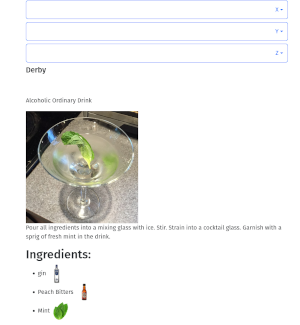 X
Y
Z
Derby
Alcoholic Ordinary Drink
Pour all ingredients into a mixing glass with ice. Stir. Strain into a cocktail glass. Garnish with a
sprig of fresh mint in the drink.
Ingredients:
gin
Peach Bitters
Mint